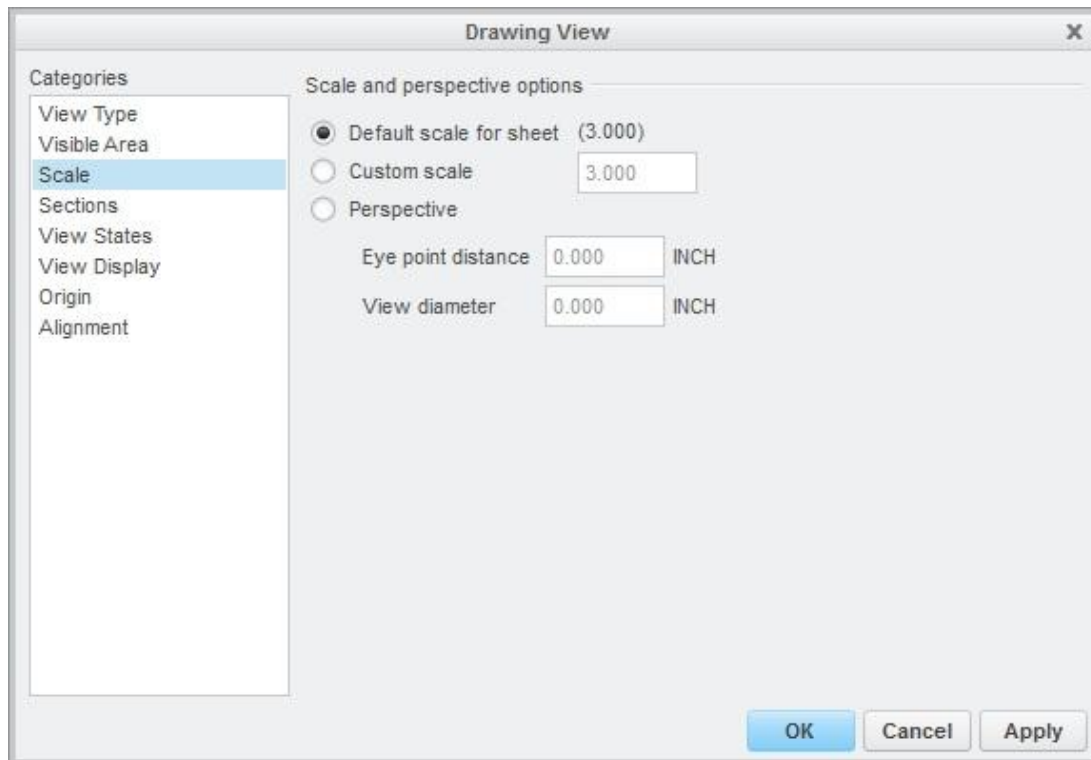 Drawing View
Categories
View Type
Visible Area
Scale
Sections
View States
View Display
Origin
Alignment
Scale and perspective options
Default scale for sheet (3.000)
Custom scale 3.000
Perspective
Eye point distance 0.000 INCH
View diameter 0.000 INCH
OK Cancel Apply